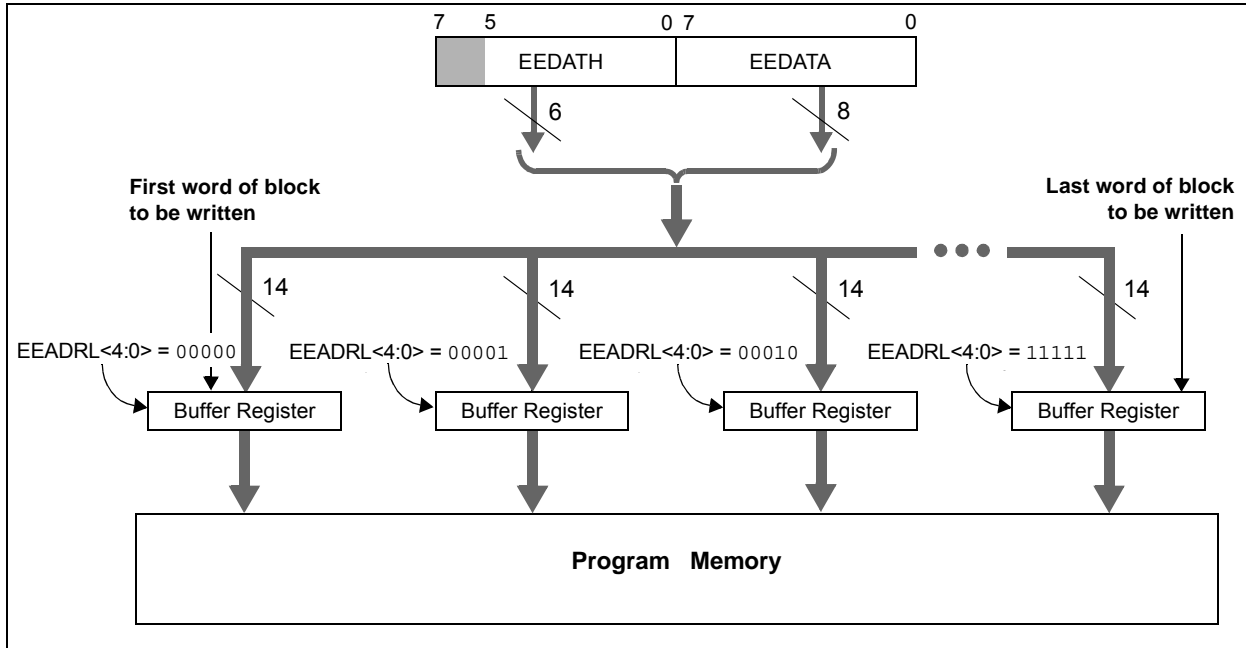 7 5 0 7 0
EEDATH EEDATA
6 8
First word of block
to be written
Last word of block
to be written
14 14 14 14
EEADRL<4:0> = 00000 EEADRL<4:0> = 00001 EEADRL<4:0> = 00010 EEADRL<4:0> = 11111
Buffer Register Buffer Register Buffer Register Buffer Register
Program Memory